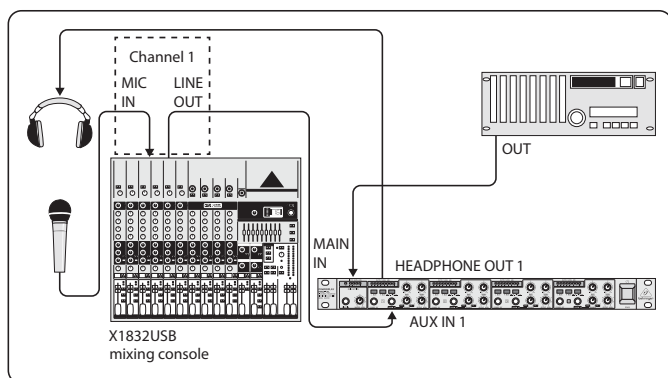 Channel 1
MIC LINE
IN OUT
OUT
MAIN
IN
HEADPHONE OUT 1
AUX IN 1
X1832USB
mixing console